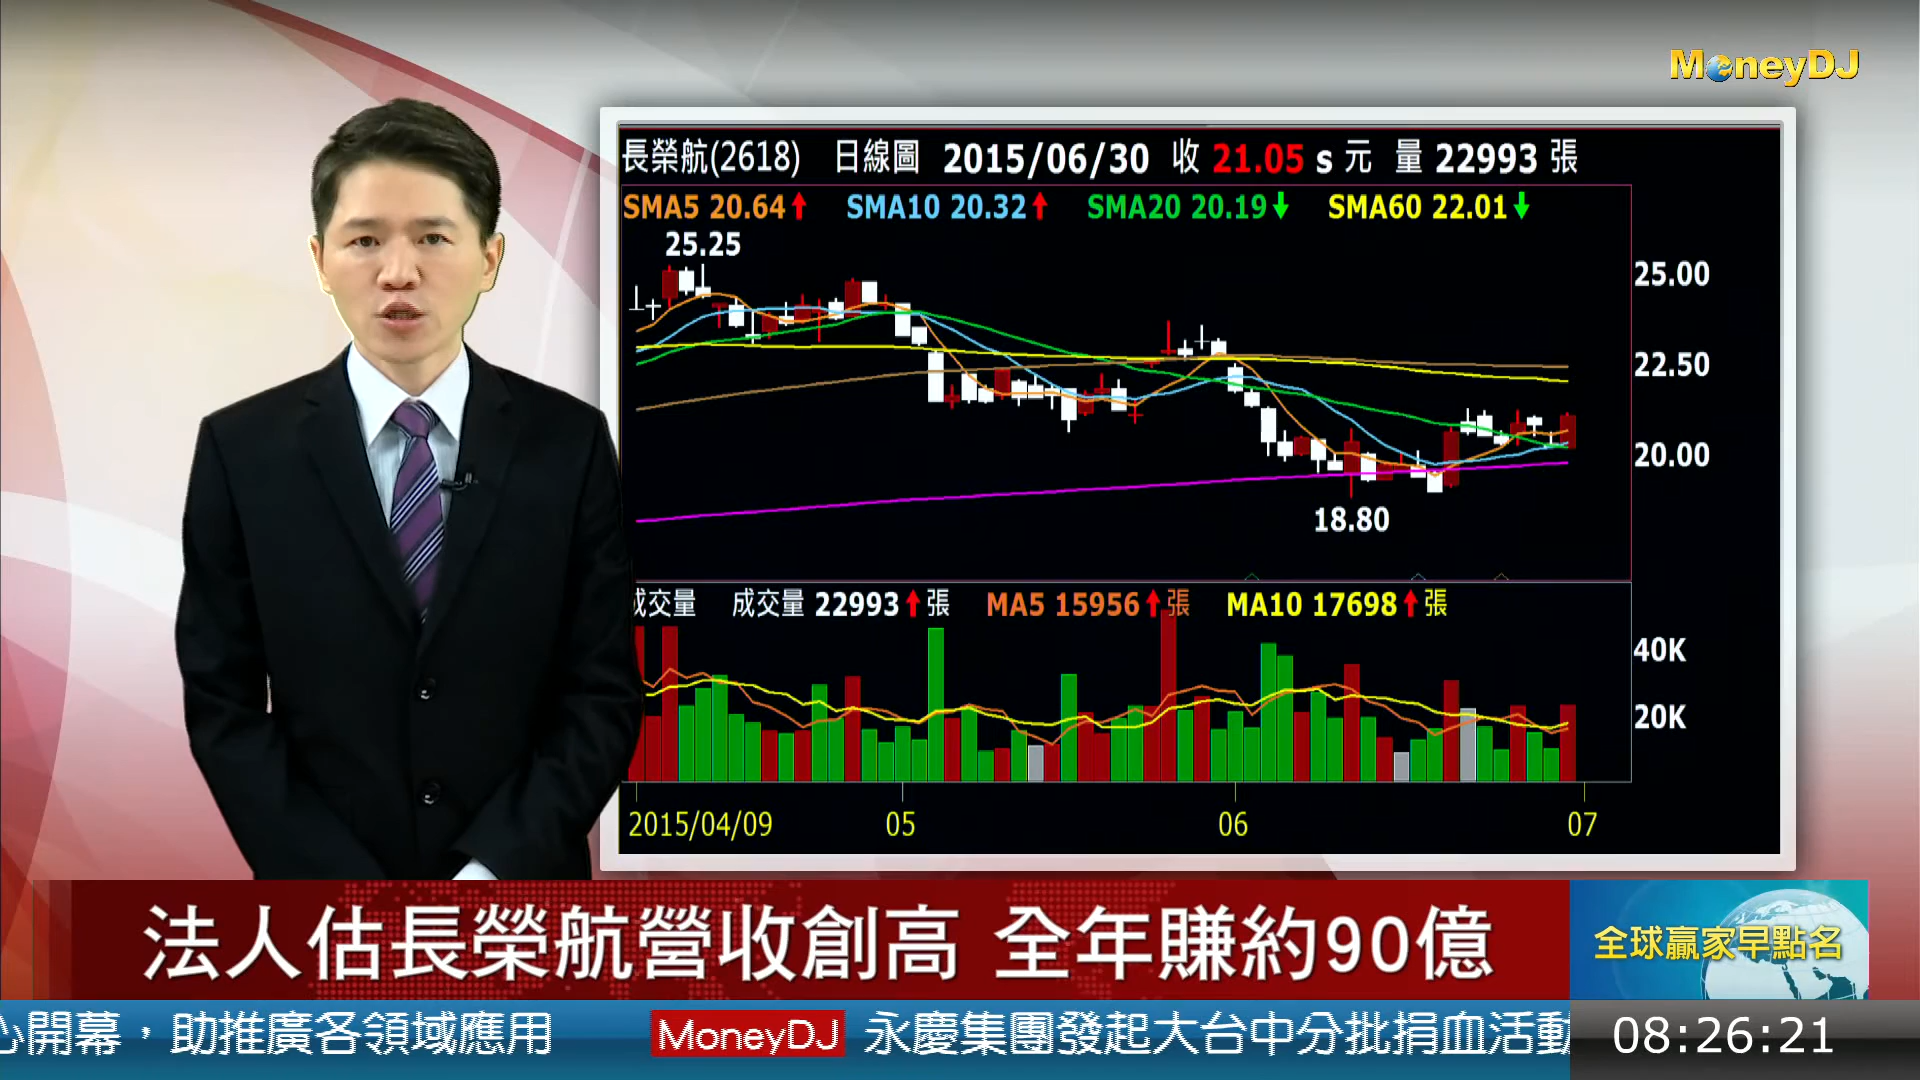 MoneyDJ
長榮航(2618) 日線圖 2015/06/30 收 21.05 s 元 量 22993 張
SMA5 20.64 SMA10 20.32 SMA20 20.19 SMA60 22.01
25.25
25.00
22.50
20.00
18.80
成交量 成交量 22993 張 MA5 15956 張 MA10 17698 張
40K
20K
2015/04/09 05 06 07
法人估長榮航營收創高 全年賺約90億
全球贏家早點名
心開幕，助推廣各領域應用 MoneyDJ 永慶集團發起大台中分批捐血活動
08:26:21